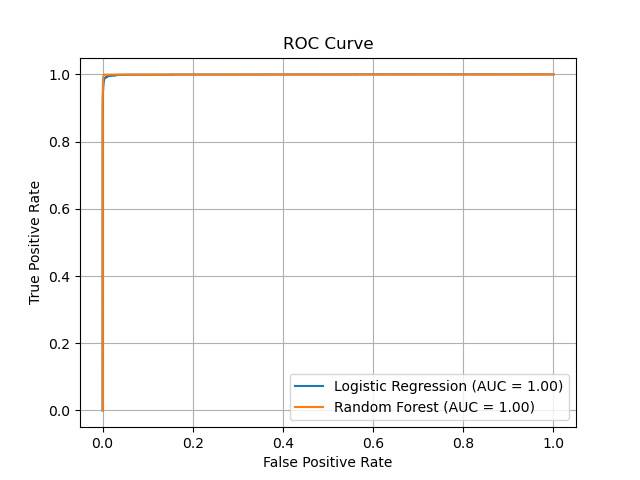 ROC Curve
1.0
0.8
0.6
0.4
0.2
0.0
True Positive Rate
Logistic Regression (AUC = 1.00)
Random Forest (AUC = 1.00)
0.0 0.2 0.4 0.6 0.8 1.0
False Positive Rate